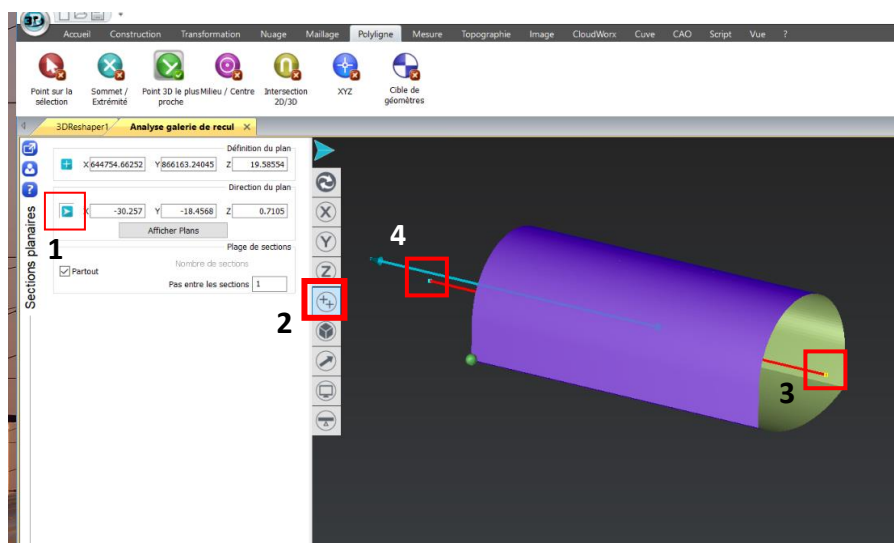 3D
Accueil Construction Transformation Nuage Maillage Polyligne Mesure Topographie Image CloudWorx Cuve CAO Script Vue ?
Point sur la sélection
Sommet / Extrémité
Point 3D le plus proche
Milieu / Centre
Intersection 2D/3D
XYZ
Cible de géomètres
3DReshaper1 Analyse galerie de recul X
Sections planaires
?
Définition du plan
X 644754.66252 Y 866163.24045 Z 19.58554
Direction du plan
X -30.257 Y -18.4568 Z 0.7105
Afficher Plans
Plage de sections
Nombre de sections
Partout
Pas entre les sections 1
X
Y
Z
1
2
3
4